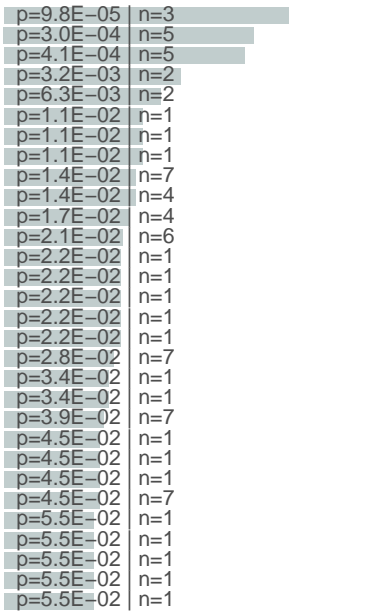 p=9.8E−05 | n=3
p=3.0E−04 | n=5
p=4.1E−04 | n=5
p=3.2E−03 | n=2
p=6.3E−03 | n=2
p=1.1E−02 | n=1
p=1.1E−02 | n=1
p=1.1E−02 | n=1
p=1.4E−02 | n=7
p=1.4E−02 | n=4
p=1.7E−02 | n=4
p=2.1E−02 | n=6
p=2.2E−02 | n=1
p=2.2E−02 | n=1
p=2.2E−02 | n=1
p=2.2E−02 | n=1
p=2.2E−02 | n=1
p=2.8E−02 | n=7
p=3.4E−02 | n=1
p=3.4E−02 | n=1
p=3.9E−02 | n=7
p=4.5E−02 | n=1
p=4.5E−02 | n=1
p=4.5E−02 | n=1
p=4.5E−02 | n=7
p=5.5E−02 | n=1
p=5.5E−02 | n=1
p=5.5E−02 | n=1
p=5.5E−02 | n=1
p=5.5E−02 | n=1